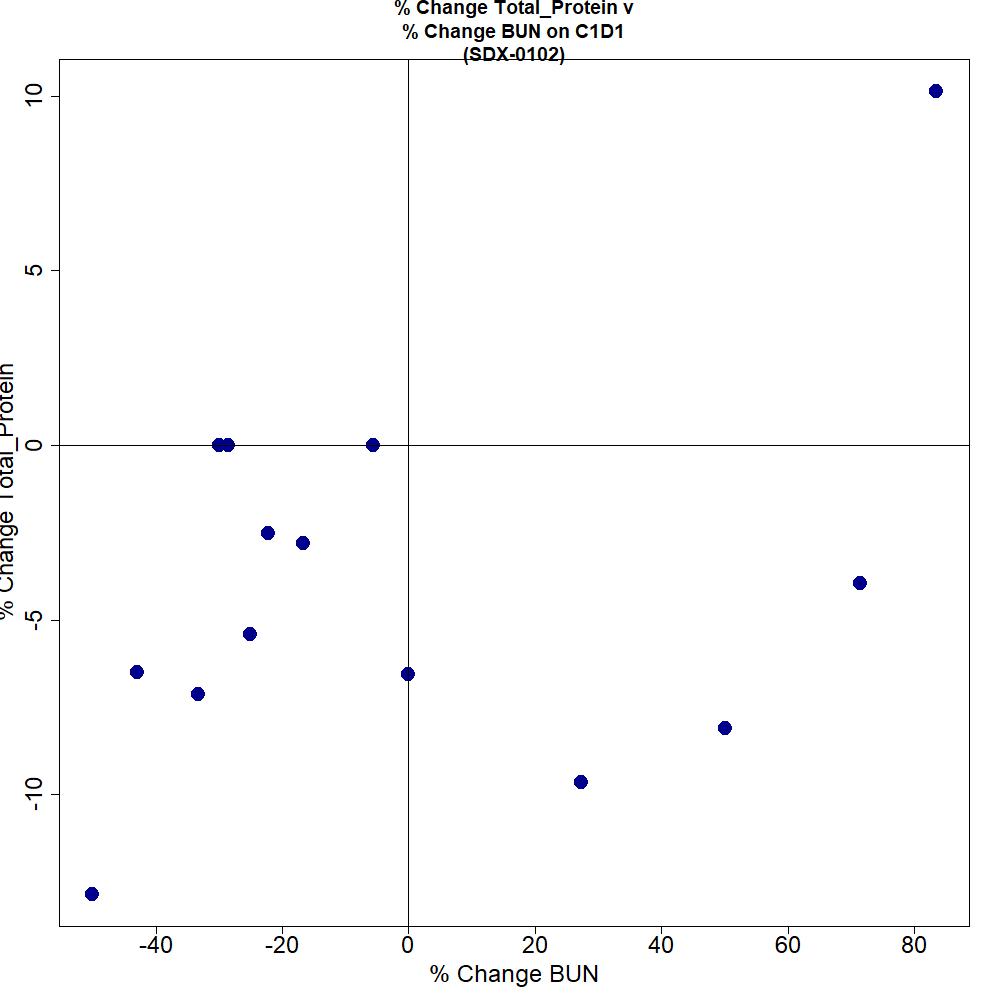 % Change Total_Protein v
% Change BUN on C1D1
(SDX-0102)
% Change Total_Protein
10
5
0
-5
-10
-40
-20
0
20
40
60
80
% Change BUN